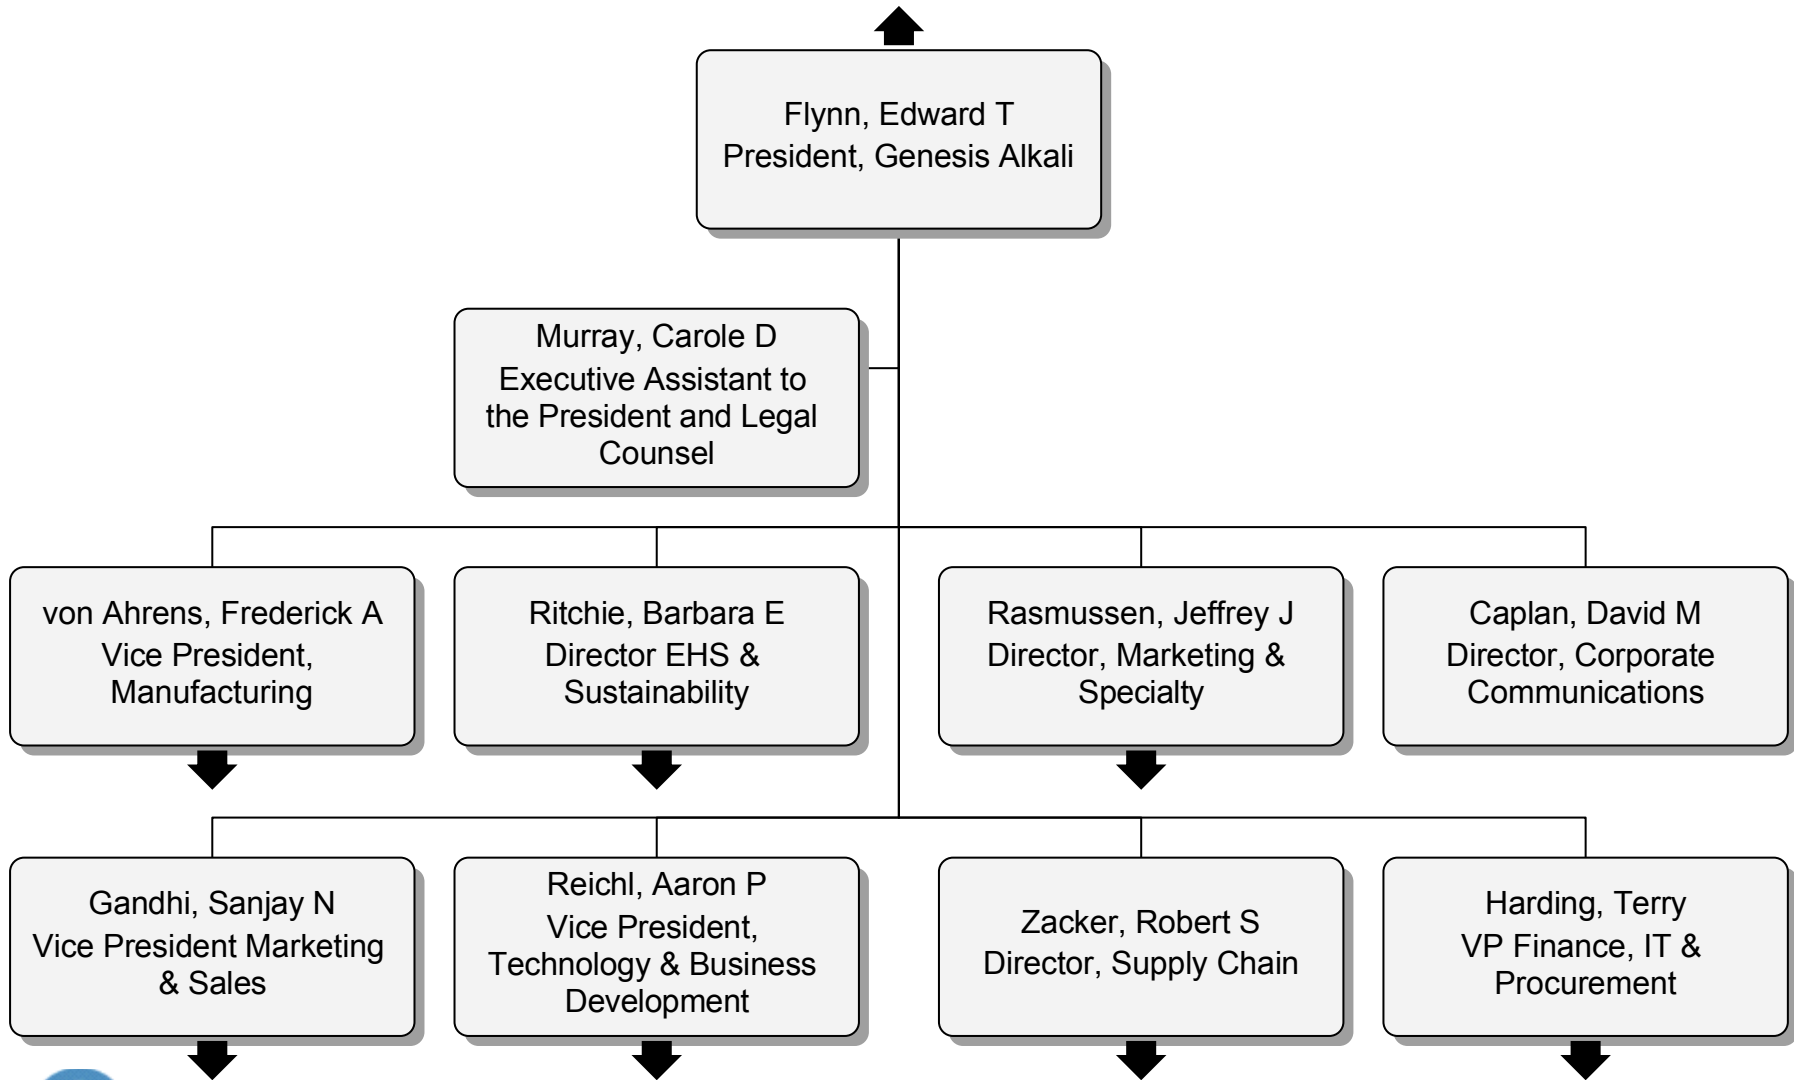 Flynn, Edward T
President, Genesis Alkali
Murray, Carole D
Executive Assistant to
the President and Legal
Counsel
von Ahrens, Frederick A
Vice President,
Manufacturing
Ritchie, Barbara E
Director EHS &
Sustainability
Rasmussen, Jeffrey J
Director, Marketing &
Specialty
Caplan, David M
Director, Corporate
Communications
Gandhi, Sanjay N
Vice President Marketing
& Sales
Reichl, Aaron P
Vice President,
Technology & Business
Development
Zacker, Robert S
Director, Supply Chain
Harding, Terry
VP Finance, IT &
Procurement